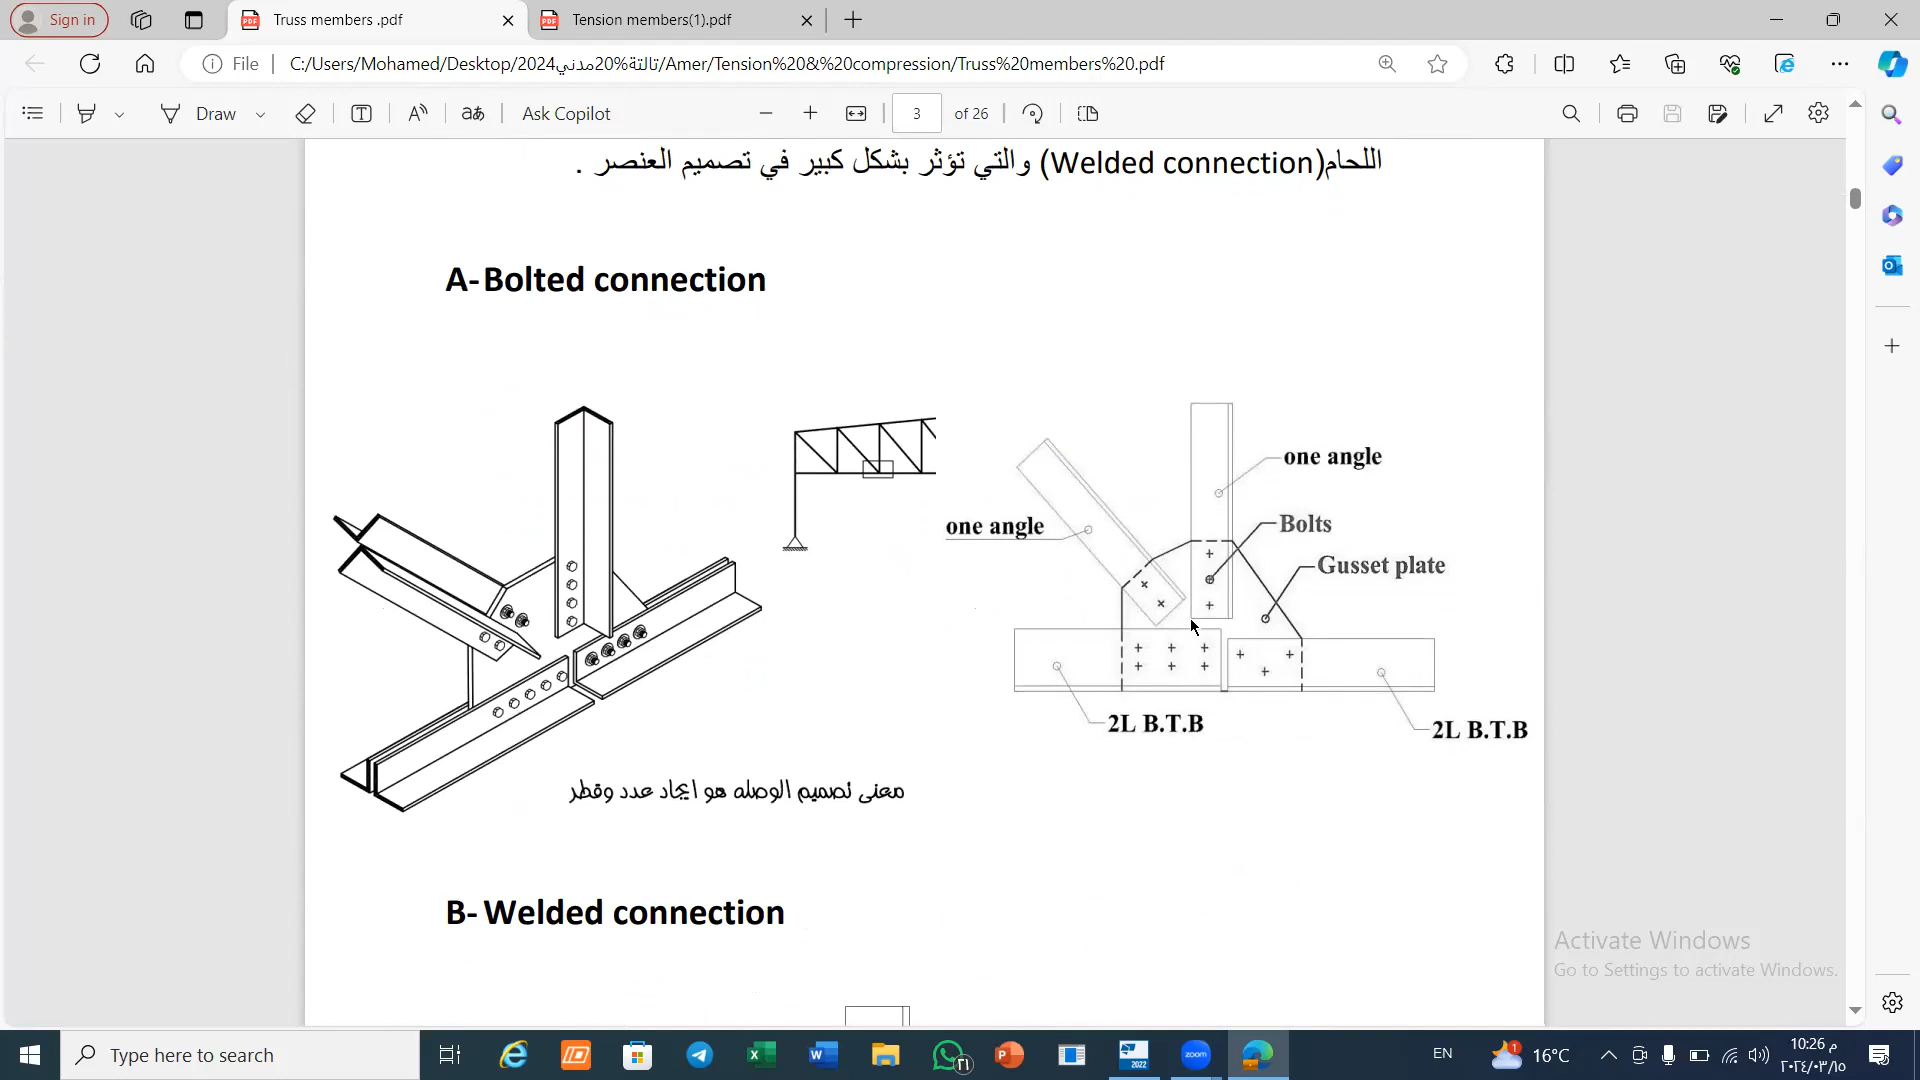 Sign in
Truss members .pdf
Tension members(1).pdf
File
C:/Users/Mohamed/Desktop/2024تالتة%20مدني/Amer/Tension%20&%20compression/Truss%20members%20.pdf
Draw
Ask Copilot
3
of 26
اللحام(Welded connection) والتي تؤثر بشكل كبير في تصميم العنصر .
A- Bolted connection
one angle
Bolts
one angle
Gusset plate
2L B.T.B
2L B.T.B
معنى تصميم الوصله هو ايجاد عدد وقطر
B- Welded connection
Activate Windows
Go to Settings to activate Windows.
Type here to search
٢١
2022
zoom
EN
1
16°C
10:26 م
٢٠٢٤/٠٣/١٥